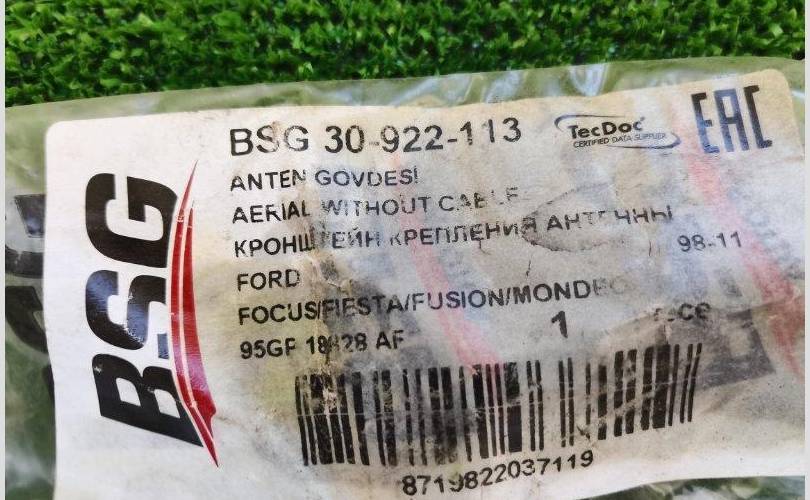 BSG
BSG 30-922-113
TecDoc
CERTIFIED DATA SUPPLIER
EAC
ANTEN GOVDESİ
AERIAL WITHOUT CABLE
КРОНШТЕЙН КРЕПЛЕНИЯ АНТЕННЫ
98-11
FORD
FOCUS/FIESTA/FUSION/MONDEO
95GF AF
1
8719822037119